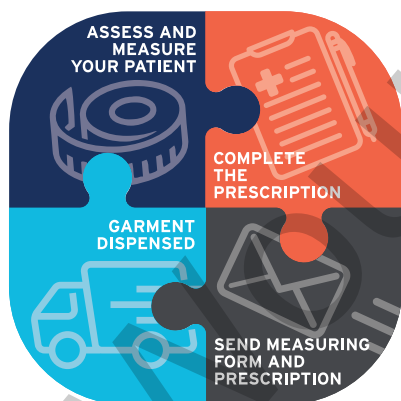 ASSESS AND
MEASURE
YOUR PATIENT
COMPLETE
THE
PRESCRIPTION
GARMENT
DISPENSED
SEND MEASURING
FORM AND
PRESCRIPTION